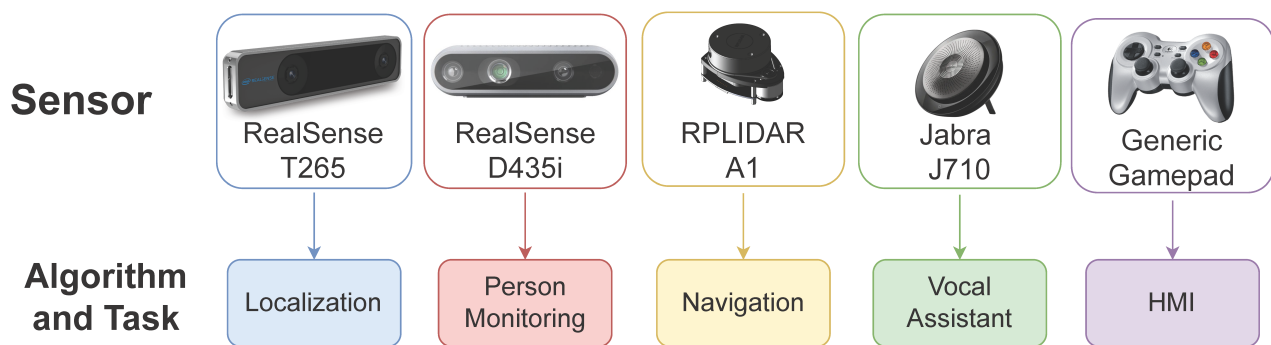 Sensor
RealSense
T265
RealSense
D435i
RPLIDAR
A1
Jabra
J710
Generic
Gamepad
Algorithm
and Task
Localization
Person
Monitoring
Navigation
Vocal
Assistant
HMI